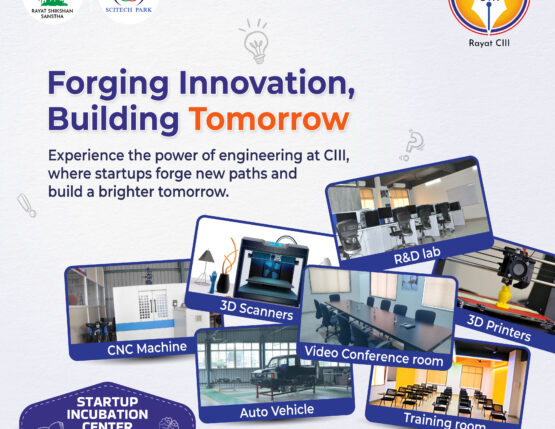 RAYAT SHIKSHAN
SANSTHA
SCITECH PARK
Rayat CIII
Forging Innovation,
Building Tomorrow
Experience the power of engineering at CIII,
where startups forge new paths and
build a brighter tomorrow.
R&D lab
3D Scanners
3D Printers
CNC Machine
Video Conference room
Auto Vehicle
Training room
STARTUP
INCUBATION
CENTER